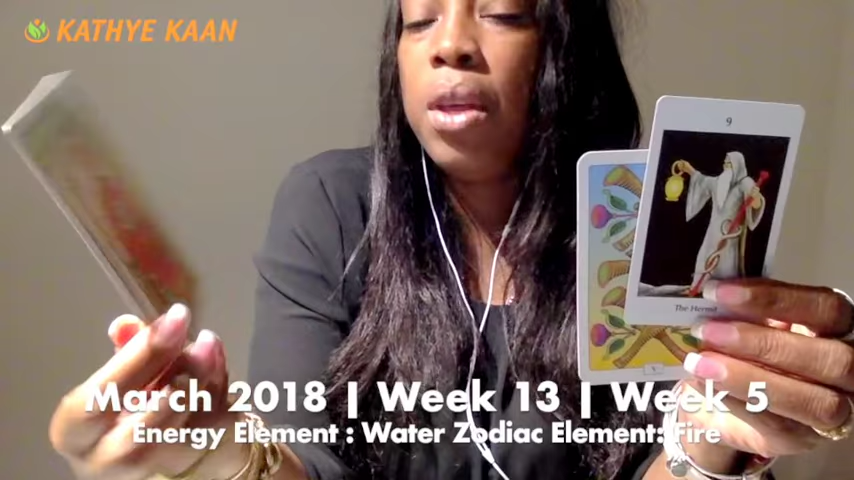 KATHYE KAAN
9
The Hermit
March 2018 | Week 13 | Week 5
Energy Element : Water Zodiac Element: Fire